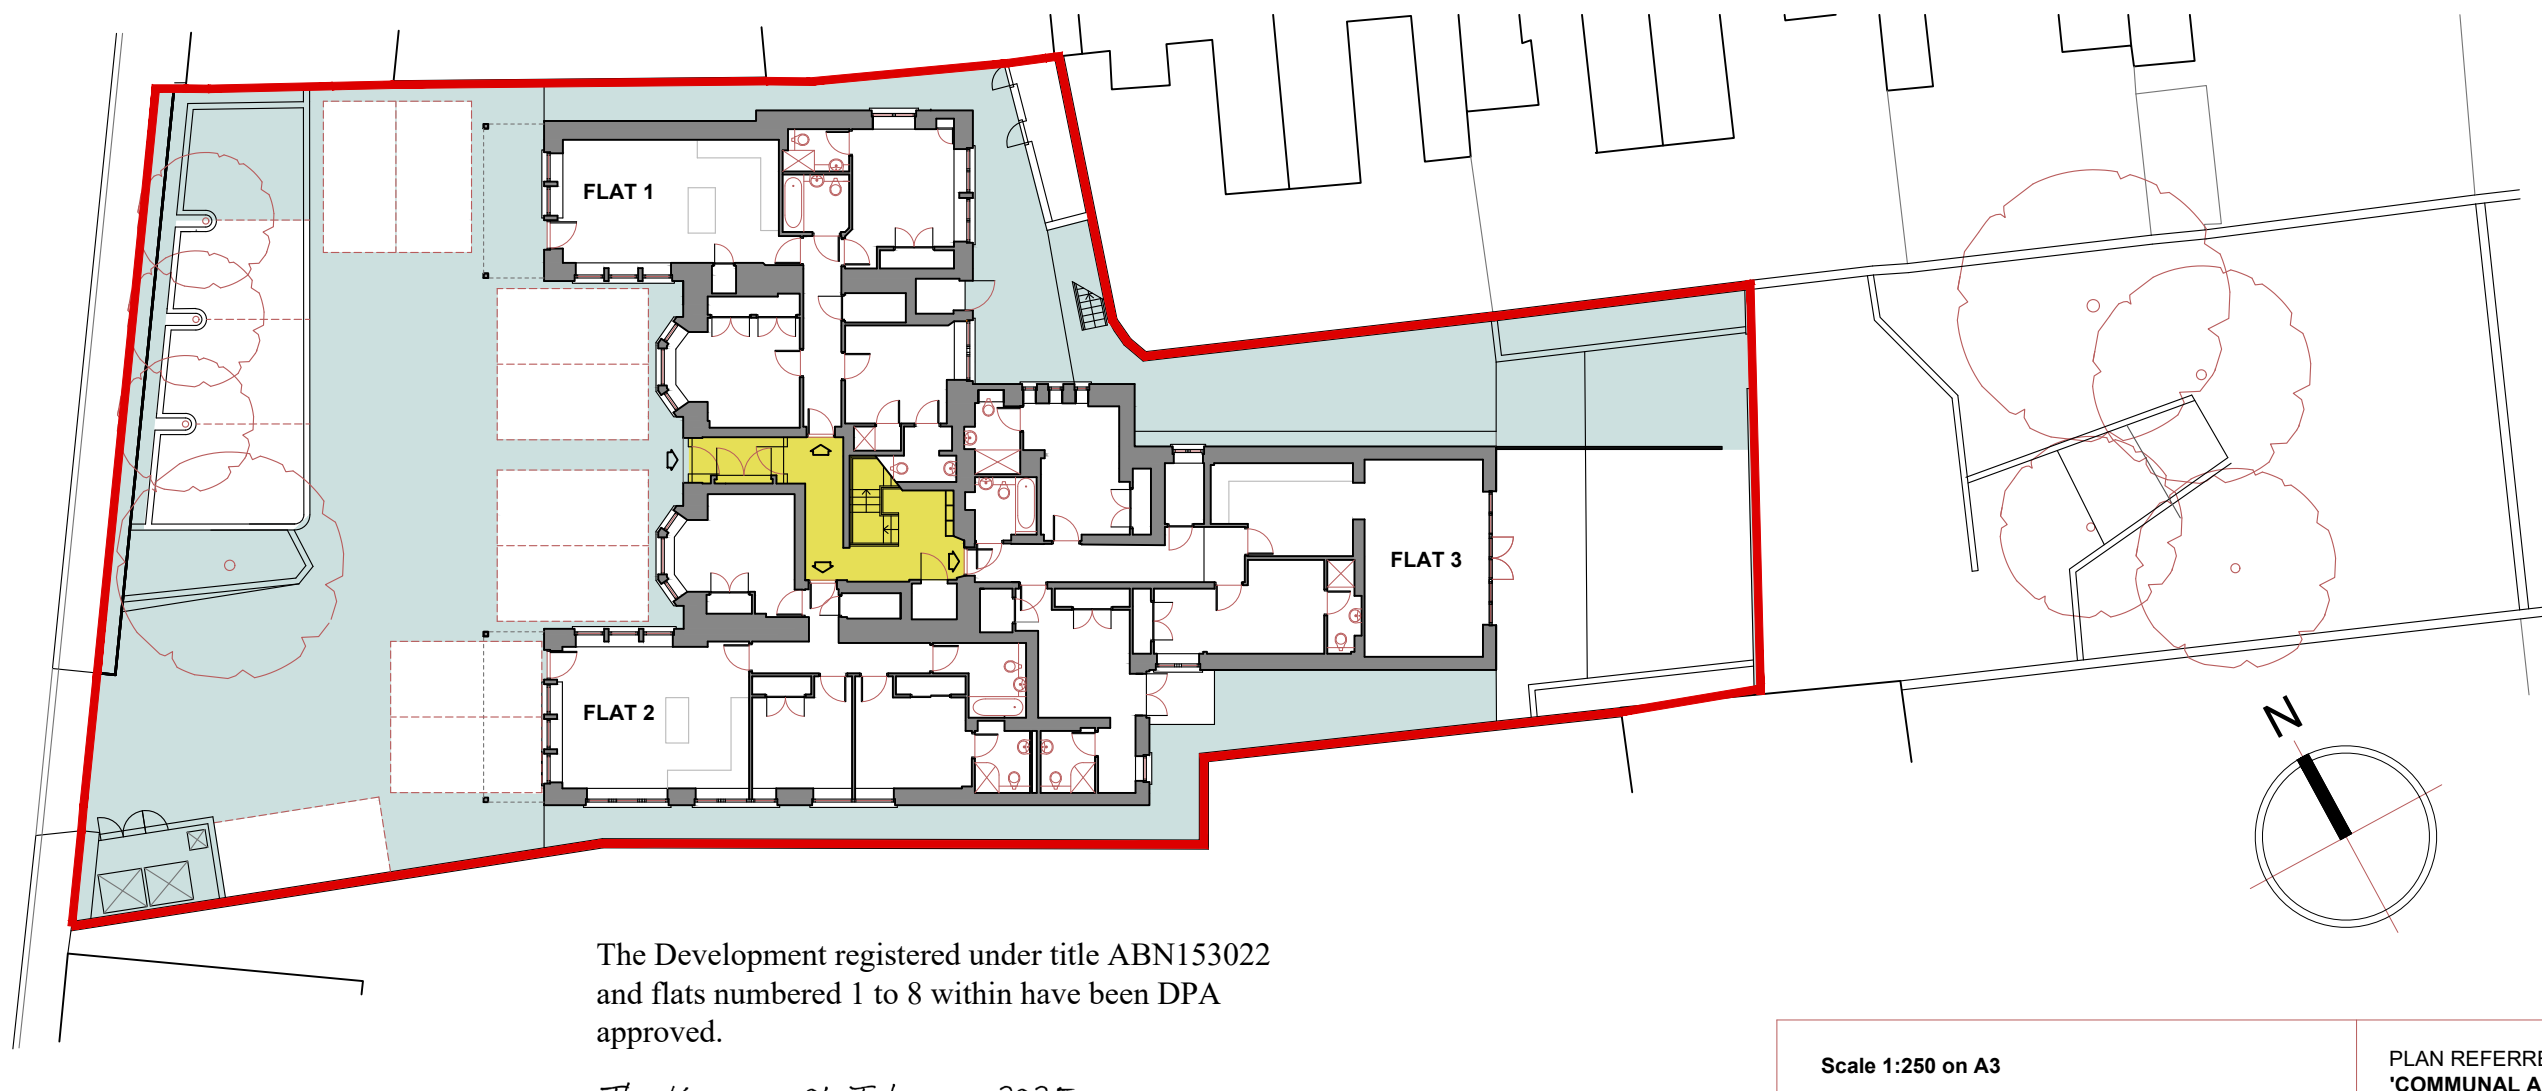 FLAT 1
FLAT 3
FLAT 2
N
The Development registered under title ABN153022
and flats numbered 1 to 8 within have been DPA
approved.
Scale 1:250 on A3
PLAN REFERRE
'COMMUNAL A